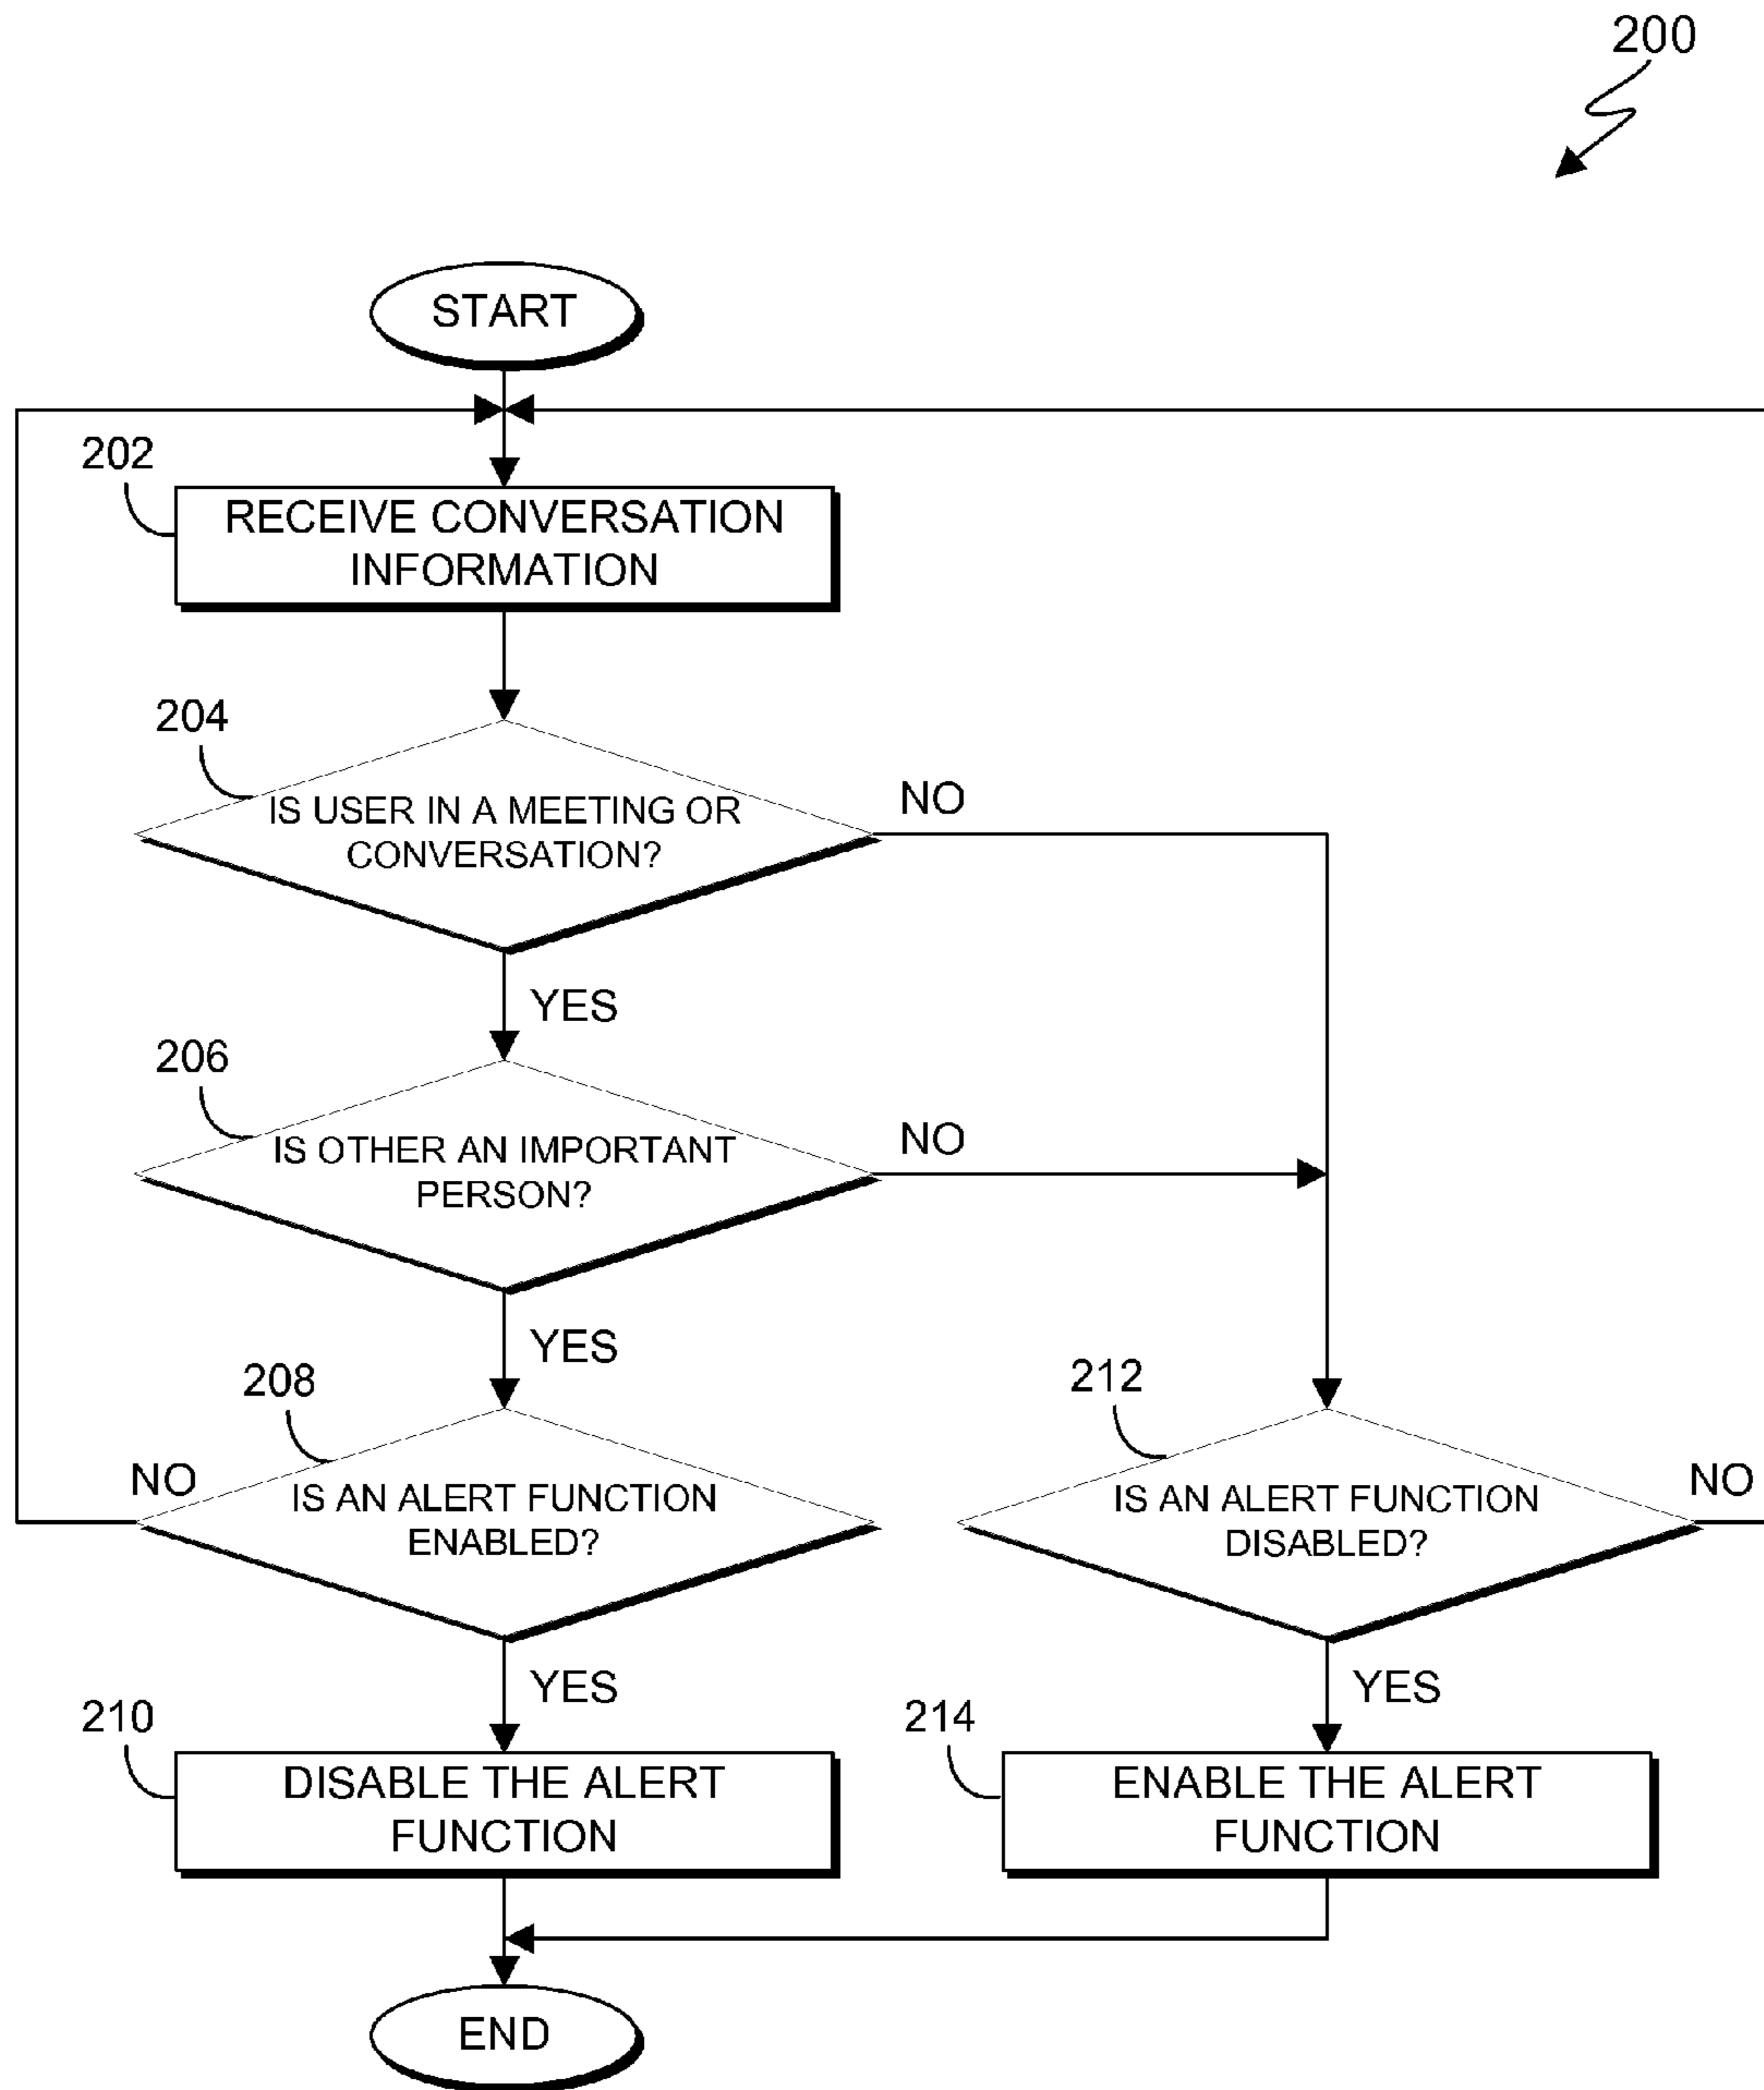 200
START
202
RECEIVE CONVERSATION
INFORMATION
204
IS USER IN A MEETING OR
CONVERSATION?
NO
YES
206
IS OTHER AN IMPORTANT
PERSON?
NO
YES
208
212
NO
IS AN ALERT FUNCTION
ENABLED?
IS AN ALERT FUNCTION
DISABLED?
NO
YES
YES
210
DISABLE THE ALERT
FUNCTION
214
ENABLE THE ALERT
FUNCTION
END